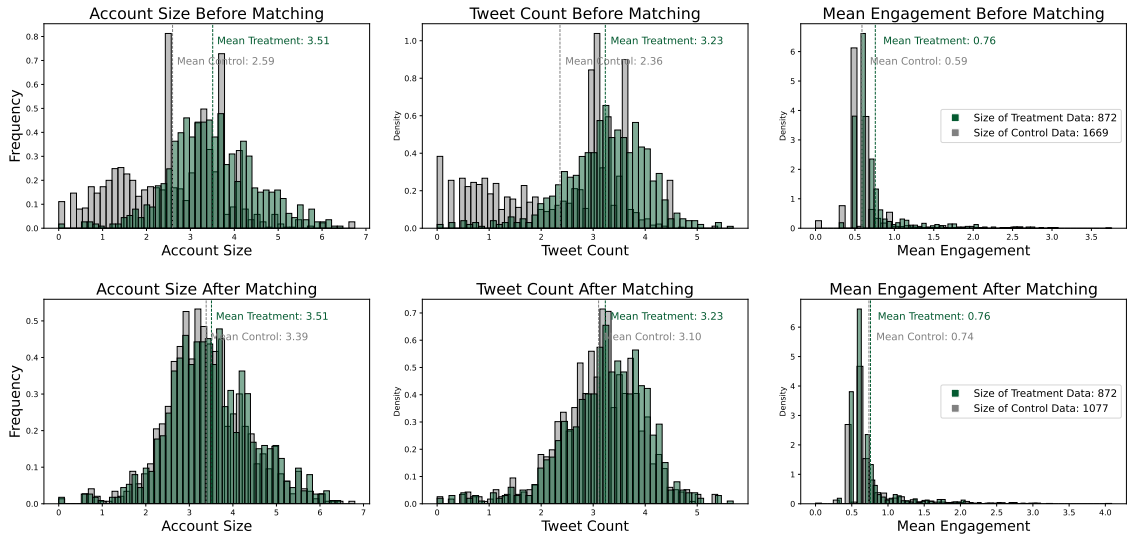 Account Size Before Matching
Mean Treatment: 3.51
Mean Control: 2.59
Frequency
0.8
0.7
0.6
0.5
0.4
0.3
0.2
0.1
0.0
0 1 2 3 4 5 6 7
Account Size
Tweet Count Before Matching
Mean Treatment: 3.23
Mean Control: 2.36
Density
1.0
0.8
0.6
0.4
0.2
0.0
0 1 2 3 4 5
Tweet Count
Mean Engagement Before Matching
Mean Treatment: 0.76
Mean Control: 0.59
Size of Treatment Data: 872
Size of Control Data: 1669
Density
6
5
4
3
2
1
0
0.0 0.5 1.0 1.5 2.0 2.5 3.0 3.5
Mean Engagement
Account Size After Matching
Mean Treatment: 3.51
Mean Control: 3.39
Frequency
0.5
0.4
0.3
0.2
0.1
0.0
0 1 2 3 4 5 6 7
Account Size
Tweet Count After Matching
Mean Treatment: 3.23
Mean Control: 3.10
Density
0.7
0.6
0.5
0.4
0.3
0.2
0.1
0.0
0 1 2 3 4 5
Tweet Count
Mean Engagement After Matching
Mean Treatment: 0.76
Mean Control: 0.74
Size of Treatment Data: 872
Size of Control Data: 1077
Density
6
5
4
3
2
1
0
0.0 0.5 1.0 1.5 2.0 2.5 3.0 3.5 4.0
Mean Engagement